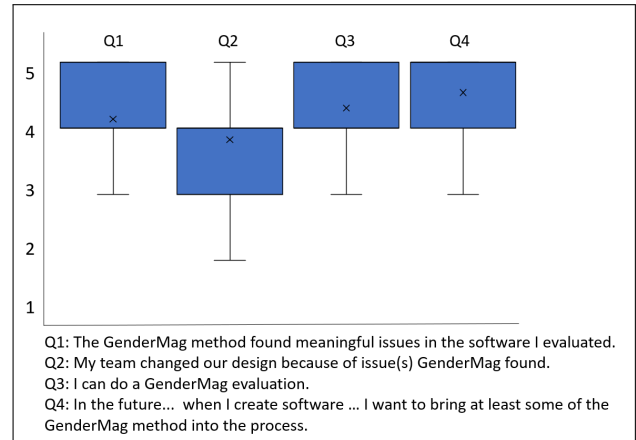 Q1 Q2 Q3 Q4
5
4
3
2
1
Q1: The GenderMag method found meaningful issues in the software I evaluated.
Q2: My team changed our design because of issue(s) GenderMag found.
Q3: I can do a GenderMag evaluation.
Q4: In the future... when I create software ... I want to bring at least some of the
GenderMag method into the process.